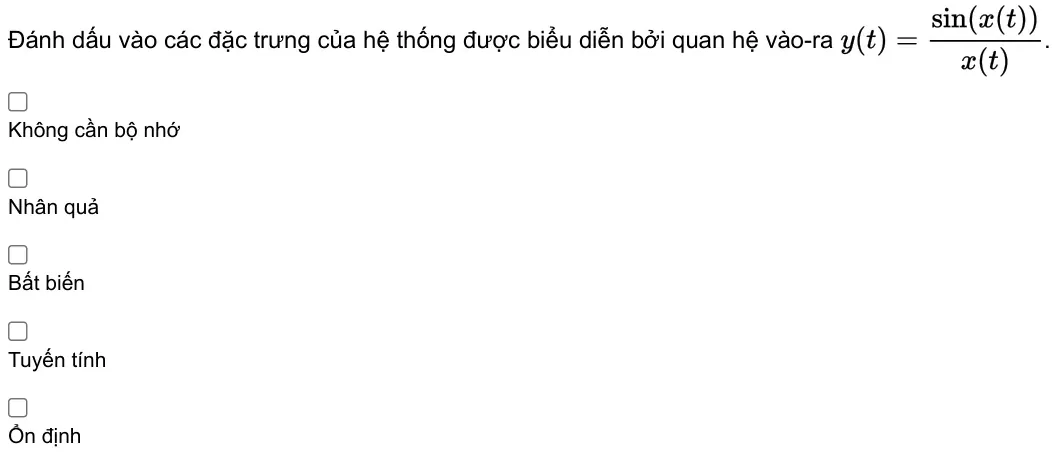 Đánh dấu vào các đặc trưng của hệ thống được biểu diễn bởi quan hệ vào-ra y(t) = sin(x(t)) / x(t).
Không cần bộ nhớ
Nhân quả
Bất biến
Tuyến tính
Ổn định